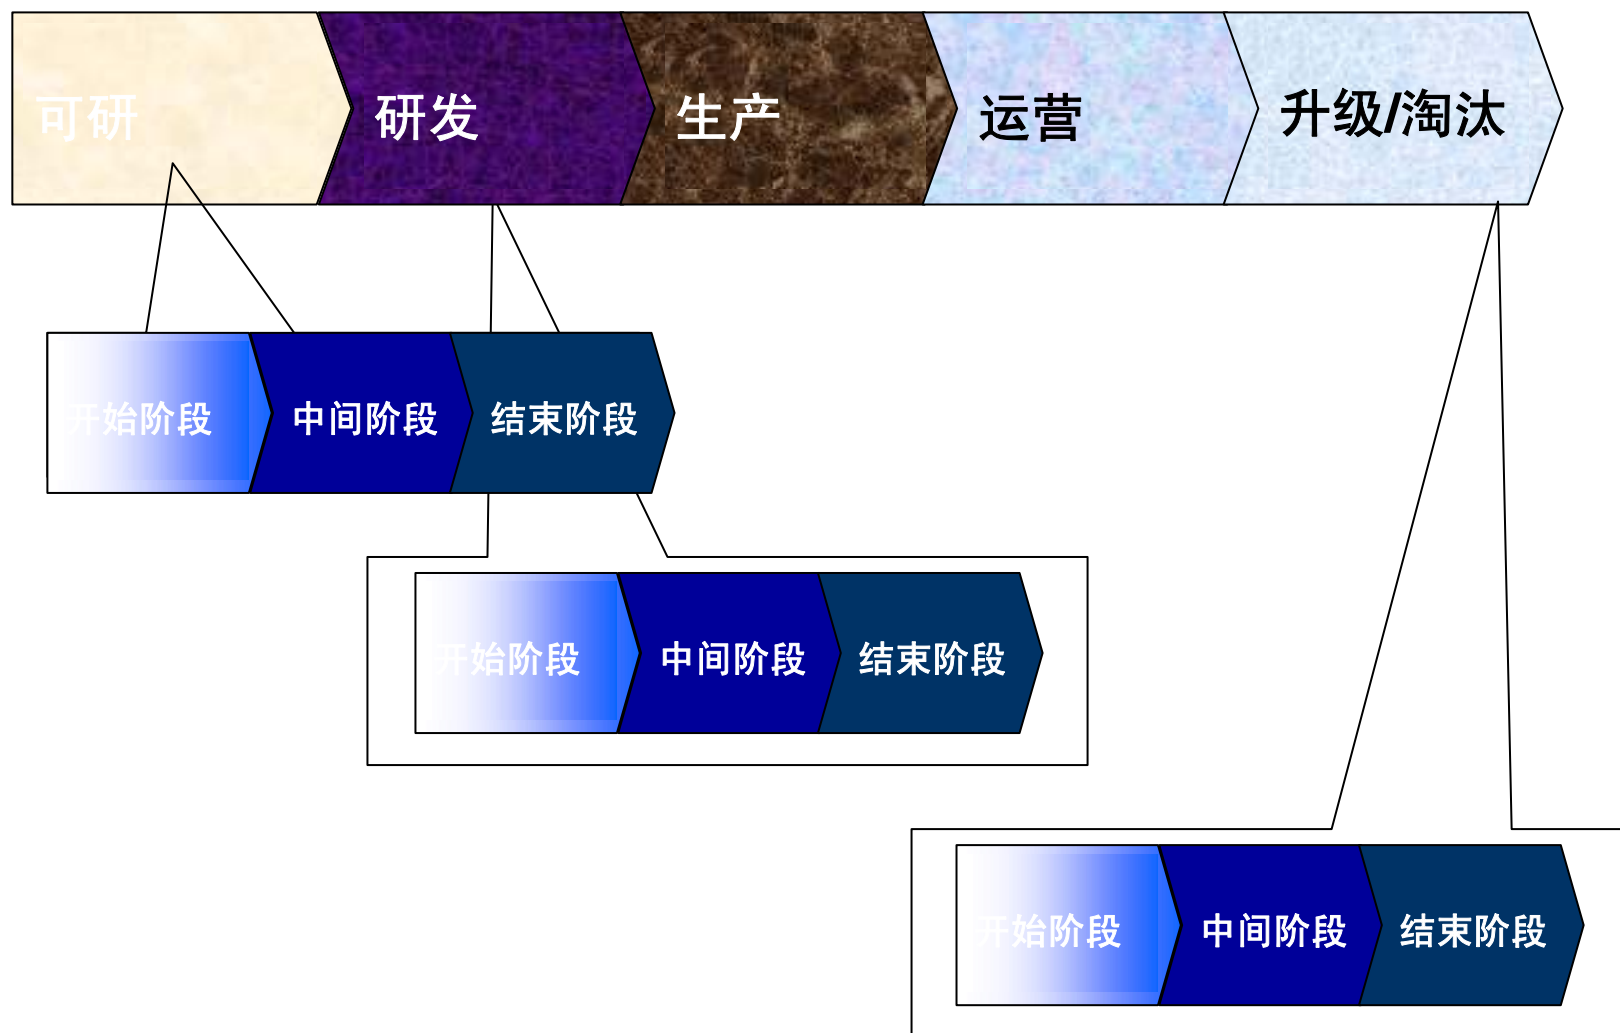 可研
研发
生产
运营
升级/淘汰
开始阶段
中间阶段
结束阶段
开始阶段
中间阶段
结束阶段
开始阶段
中间阶段
结束阶段